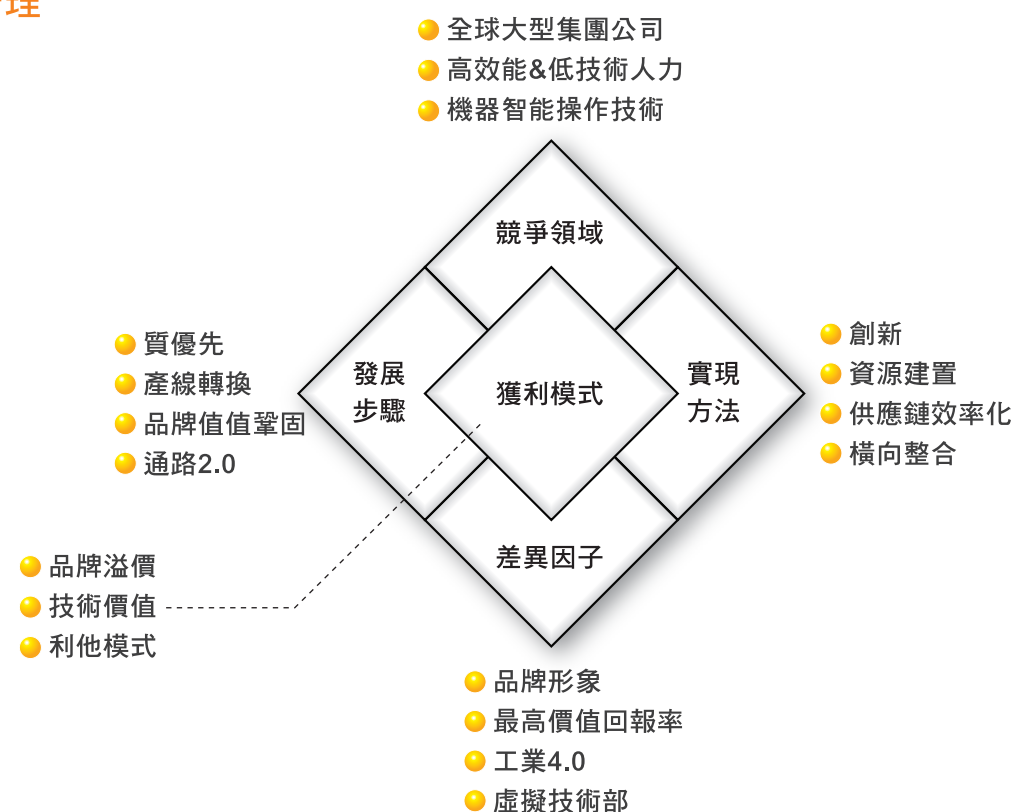 理
全球大型集團公司
高效能&低技術人力
機器智能操作技術
競爭領域
質優先
產線轉換
品牌值值鞏固
通路2.0
發展
步驟
獲利模式
實現
方法
創新
資源建置
供應鏈效率化
橫向整合
差異因子
品牌溢價
技術價值
利他模式
品牌形象
最高價值回報率
工業4.0
虛擬技術部